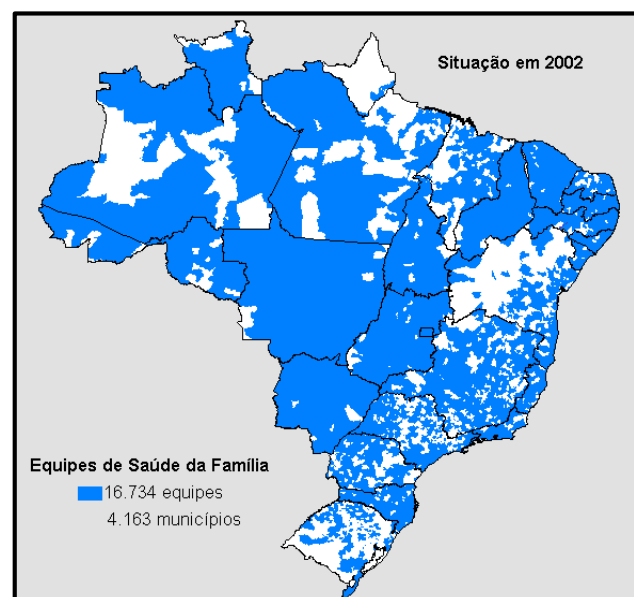 Situação em 2002
Equipes de Saúde da Família
16.734 equipes
4.163 municípios